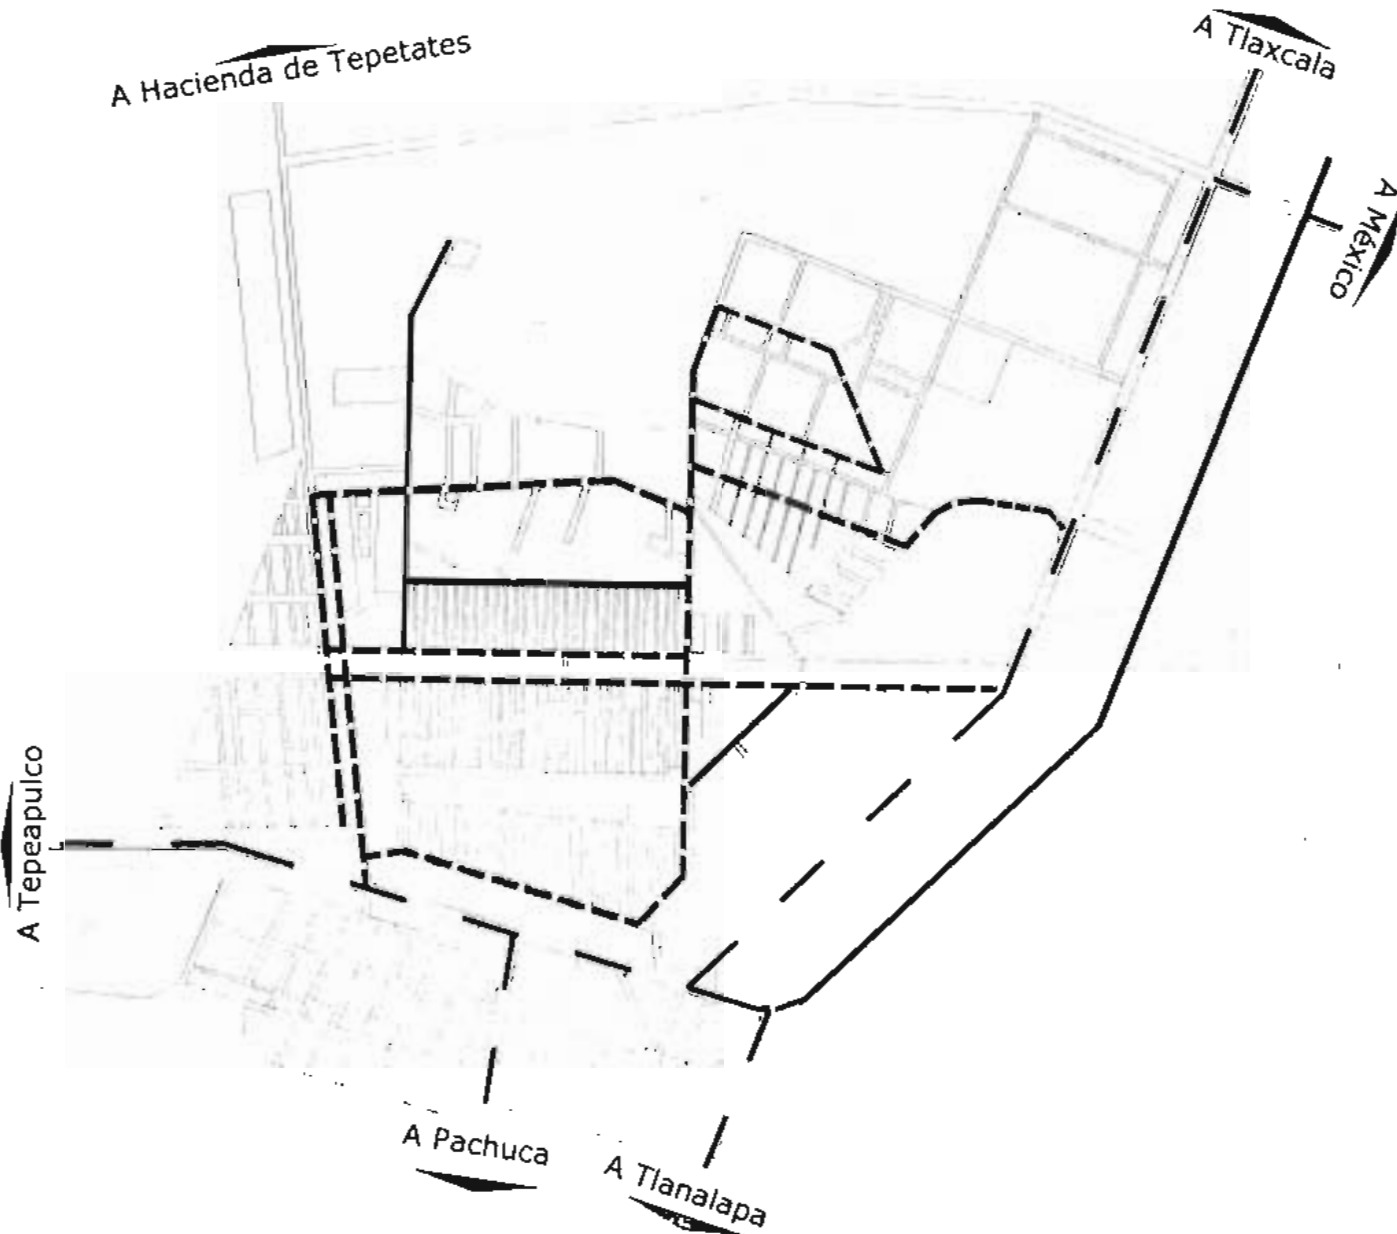 A Hacienda de Tepetates
A Tlaxcala
A México
A Tepeapulco
A Pachuca
A Tlanalapa